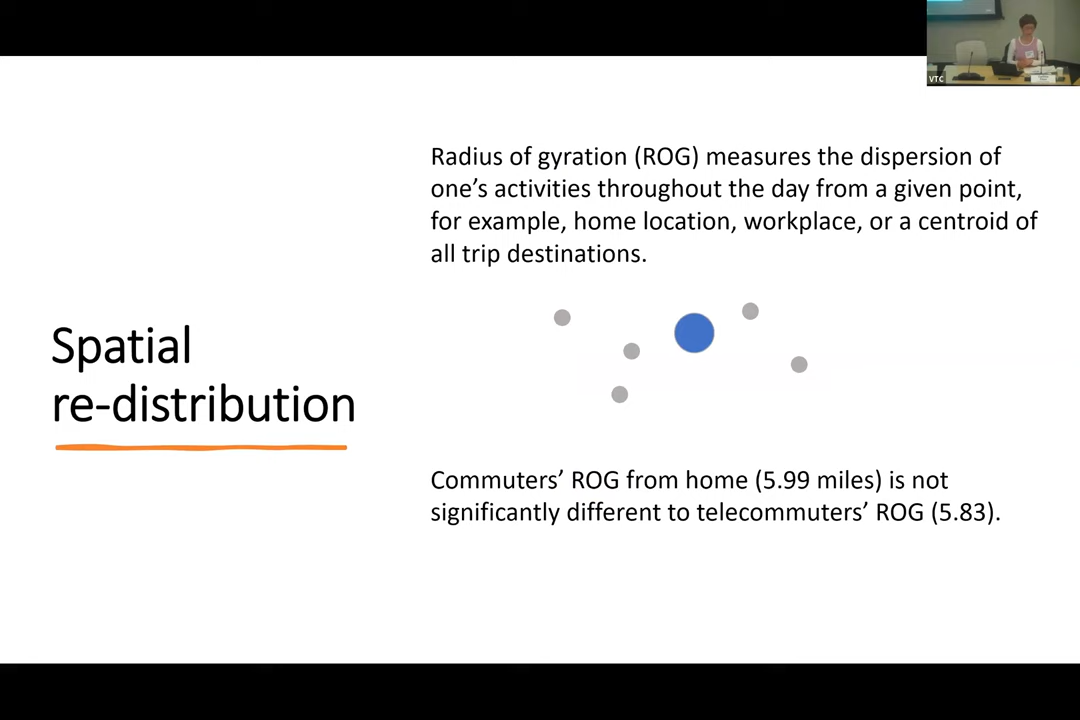 VTC
Radius of gyration (ROG) measures the dispersion of
one’s activities throughout the day from a given point,
for example, home location, workplace, or a centroid of
all trip destinations.
Spatial
re-distribution
Commuters’ ROG from home (5.99 miles) is not
significantly different to telecommuters’ ROG (5.83).